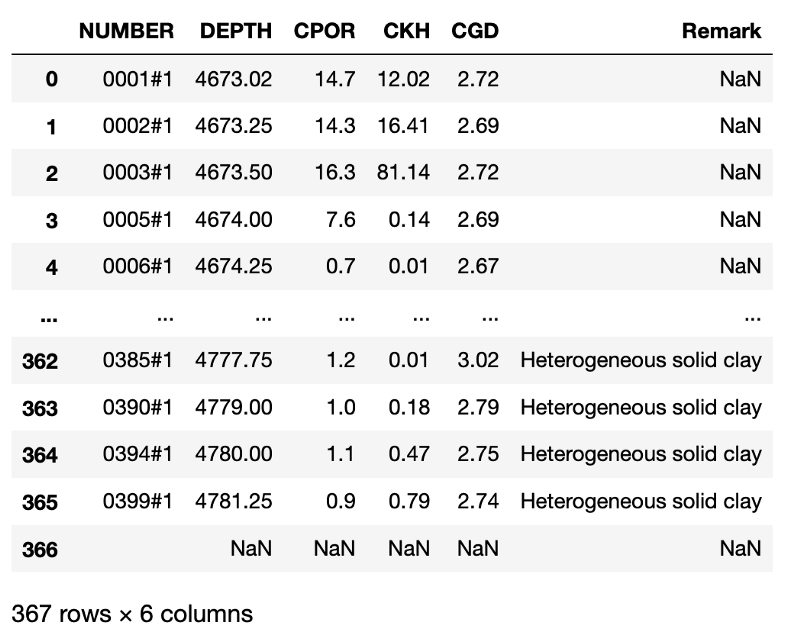 NUMBER DEPTH CPOR CKH CGD Remark
0 0001#1 4673.02 14.7 12.02 2.72 NaN
1 0002#1 4673.25 14.3 16.41 2.69 NaN
2 0003#1 4673.50 16.3 81.14 2.72 NaN
3 0005#1 4674.00 7.6 0.14 2.69 NaN
4 0006#1 4674.25 0.7 0.01 2.67 NaN
... ... ... ... ... ... ...
362 0385#1 4777.75 1.2 0.01 3.02 Heterogeneous solid clay
363 0390#1 4779.00 1.0 0.18 2.79 Heterogeneous solid clay
364 0394#1 4780.00 1.1 0.47 2.75 Heterogeneous solid clay
365 0399#1 4781.25 0.9 0.79 2.74 Heterogeneous solid clay
366 NaN NaN NaN NaN NaN
367 rows × 6 columns